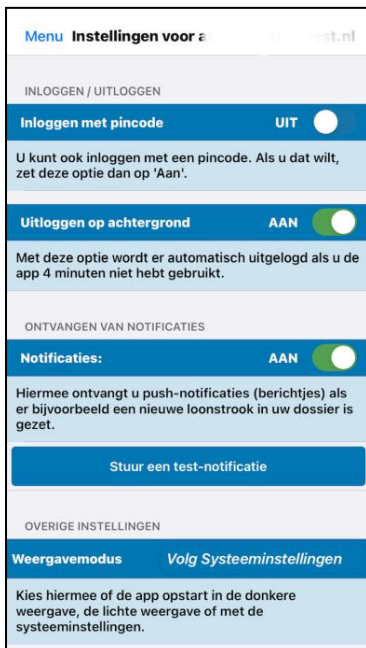 Menu Instellingen voor
INLOGGEN / UITLOGGEN
Inloggen met pincode UIT
U kunt ook inloggen met een pincode. Als u dat wilt,
zet deze optie dan op 'Aan'.
Uitloggen op achtergrond AAN
Met deze optie wordt er automatisch uitgelogd als u de
app 4 minuten niet hebt gebruikt.
ONTVANGEN VAN NOTIFICATIES
Notificaties: AAN
Hiermee ontvangt u push-notificaties (berichtjes) als
er bijvoorbeeld een nieuwe loonstrook in uw dossier is
gezet.
Stuur een test-notificatie
OVERIGE INSTELLINGEN
Weergavemodus Volg Systeeminstellingen
Kies hiermee of de app opstart in de donkere
weergave, de lichte weergave of met de
systeeminstellingen.